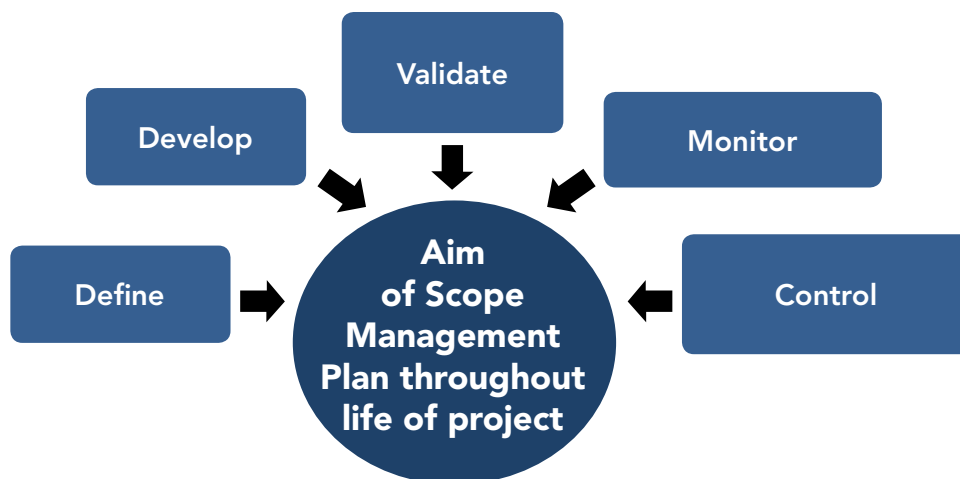 Validate
Develop
Monitor
Define
Control
Aim
of Scope
Management
Plan throughout
life of project